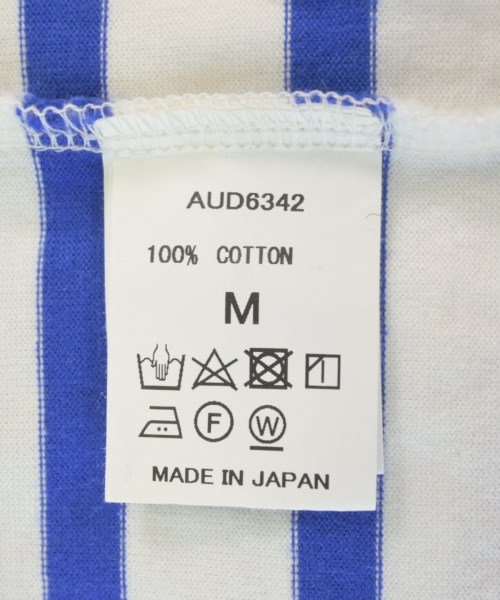 AUD6342
100% COTTON
M
F W
MADE IN JAPAN